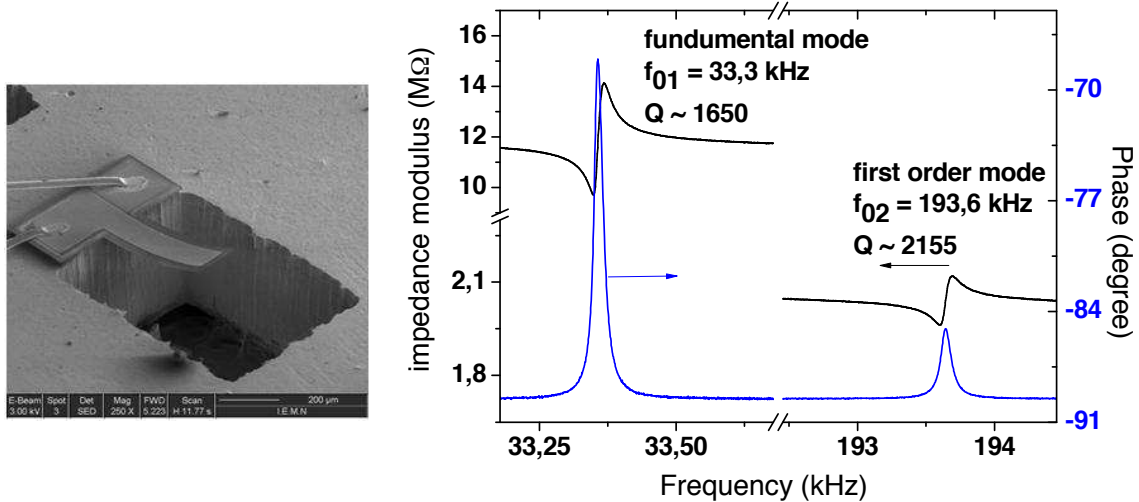 E-Beam Spot Det Mag FWD Scan 200 µm
3.00 kV 3 SED 250 X 5.223 H 11.77 s I.E.M.N
impedance modulus (MΩ)
16
14
12
10
2,1
1,8
fundumental mode
f01 = 33,3 kHz
Q ~ 1650
first order mode
f02 = 193,6 kHz
Q ~ 2155
-70
-77
-84
-91
Phase (degree)
33,25 33,50 193 194
Frequency (kHz)